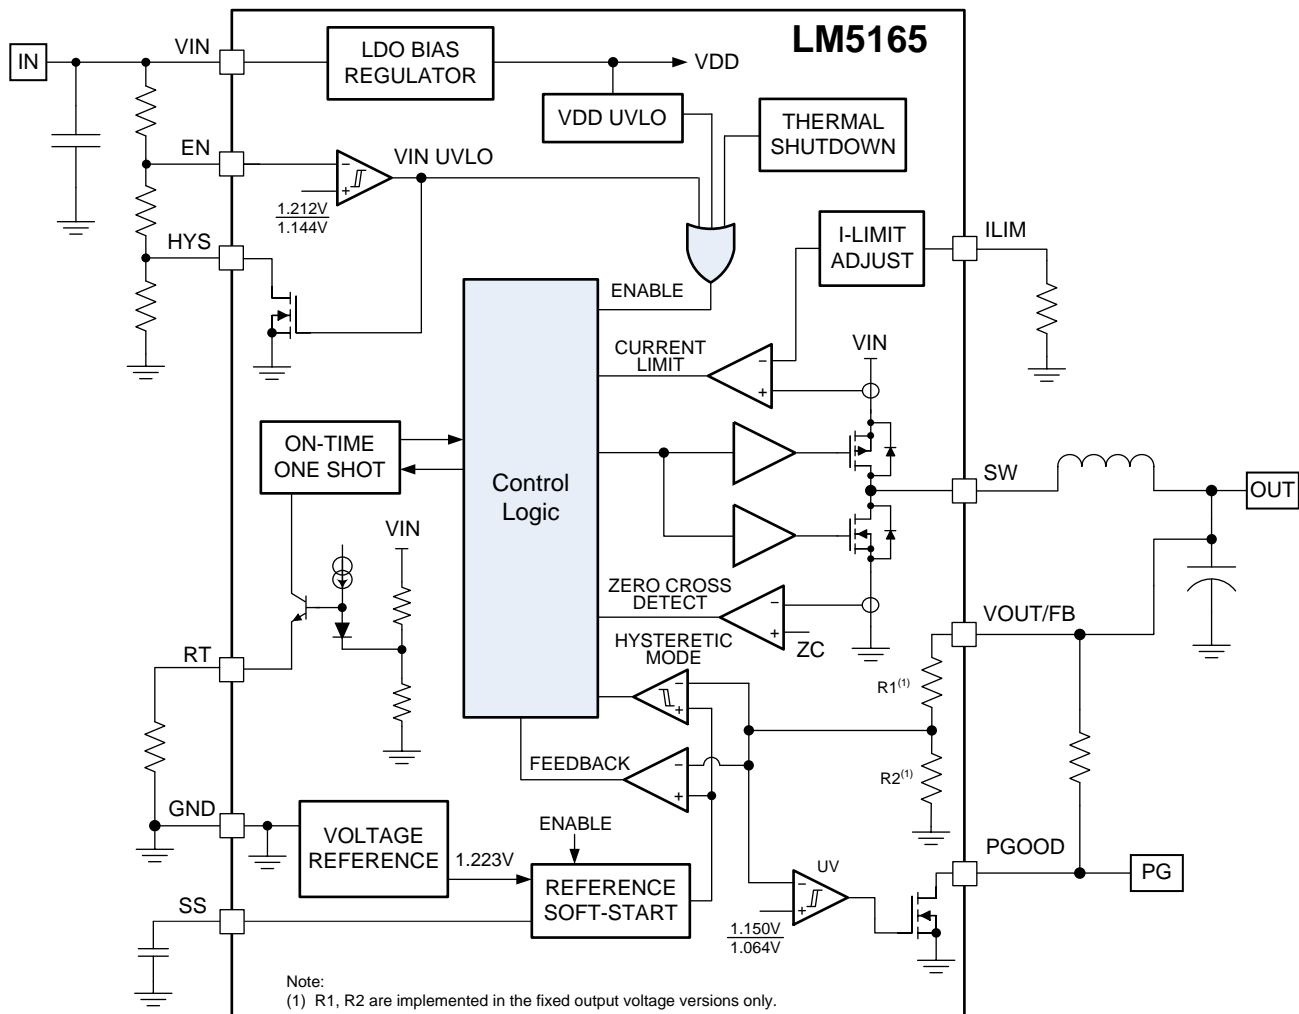 LM5165
IN
VIN
LDO BIAS
REGULATOR
VDD
VDD UVLO
THERMAL
SHUTDOWN
EN
VIN UVLO
1.212V
1.144V
HYS
I-LIMIT
ADJUST
ILIM
ENABLE
CURRENT
LIMIT
VIN
ON-TIME
ONE SHOT
Control
Logic
SW
OUT
VIN
ZERO CROSS
DETECT
ZC
VOUT/FB
HYSTERETIC
MODE
RT
R1(1)
FEEDBACK
R2(1)
GND
VOLTAGE
REFERENCE
1.223V
ENABLE
REFERENCE
SOFT-START
SS
UV
1.150V
1.064V
PGOOD
PG
Note:
(1) R1, R2 are implemented in the fixed output voltage versions only.
- +
- +
- +
- +
- +
- +